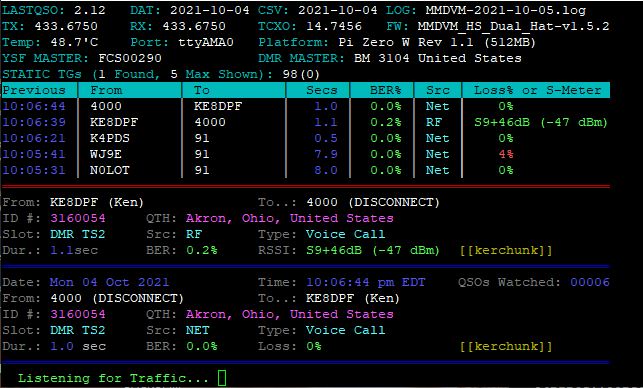 LASTQSO: 2.12  DAT: 2021-10-04 CSV: 2021-10-04 LOG: MMDVM-2021-10-05.log
TX: 433.6750  RX: 433.6750  TCXO: 14.7456  FW: MMDVM_HS_Dual_Hat-v1.5.2
Temp: 48.7'C  Port: ttyAMA0  Platform: Pi Zero W Rev 1.1 (512MB)
YSF MASTER: FCS00290  DMR MASTER: BM 3104 United States
STATIC TGs (1 Found, 5 Max Shown): 98(0)
Previous | From | To | Secs | BER% | Src | Loss% or S-Meter
10:06:44 | 4000 | KE8DPF | 1.0 | 0.0% | Net | 0%
10:06:39 | KE8DPF | 4000 | 1.1 | 0.2% | RF | S9+46dB (-47 dBm)
10:06:21 | K4PDS | 91 | 0.5 | 0.0% | Net | 0%
10:05:41 | WJ9E | 91 | 7.9 | 0.0% | Net | 4%
10:05:31 | N0LOT | 91 | 8.0 | 0.0% | Net | 0%
From: KE8DPF (Ken)  To..: 4000 (DISCONNECT)
ID #: 3160054  QTH: Akron, Ohio, United States
Slot: DMR TS2  Src: RF  Type: Voice Call
Dur.: 1.1sec  BER: 0.2%  RSSI: S9+46dB (-47 dBm)  [[kerchunk]]
Date: Mon 04 Oct 2021  Time: 10:06:44 pm EDT  QSOs Watched: 00006
From: 4000 (DISCONNECT)  To..: KE8DPF (Ken)
ID #: 3160054  QTH: Akron, Ohio, United States
Slot: DMR TS2  Src: NET  Type: Voice Call
Dur.: 1.0 sec  BER: 0.0%  Loss: 0%  [[kerchunk]]
Listening for Traffic...